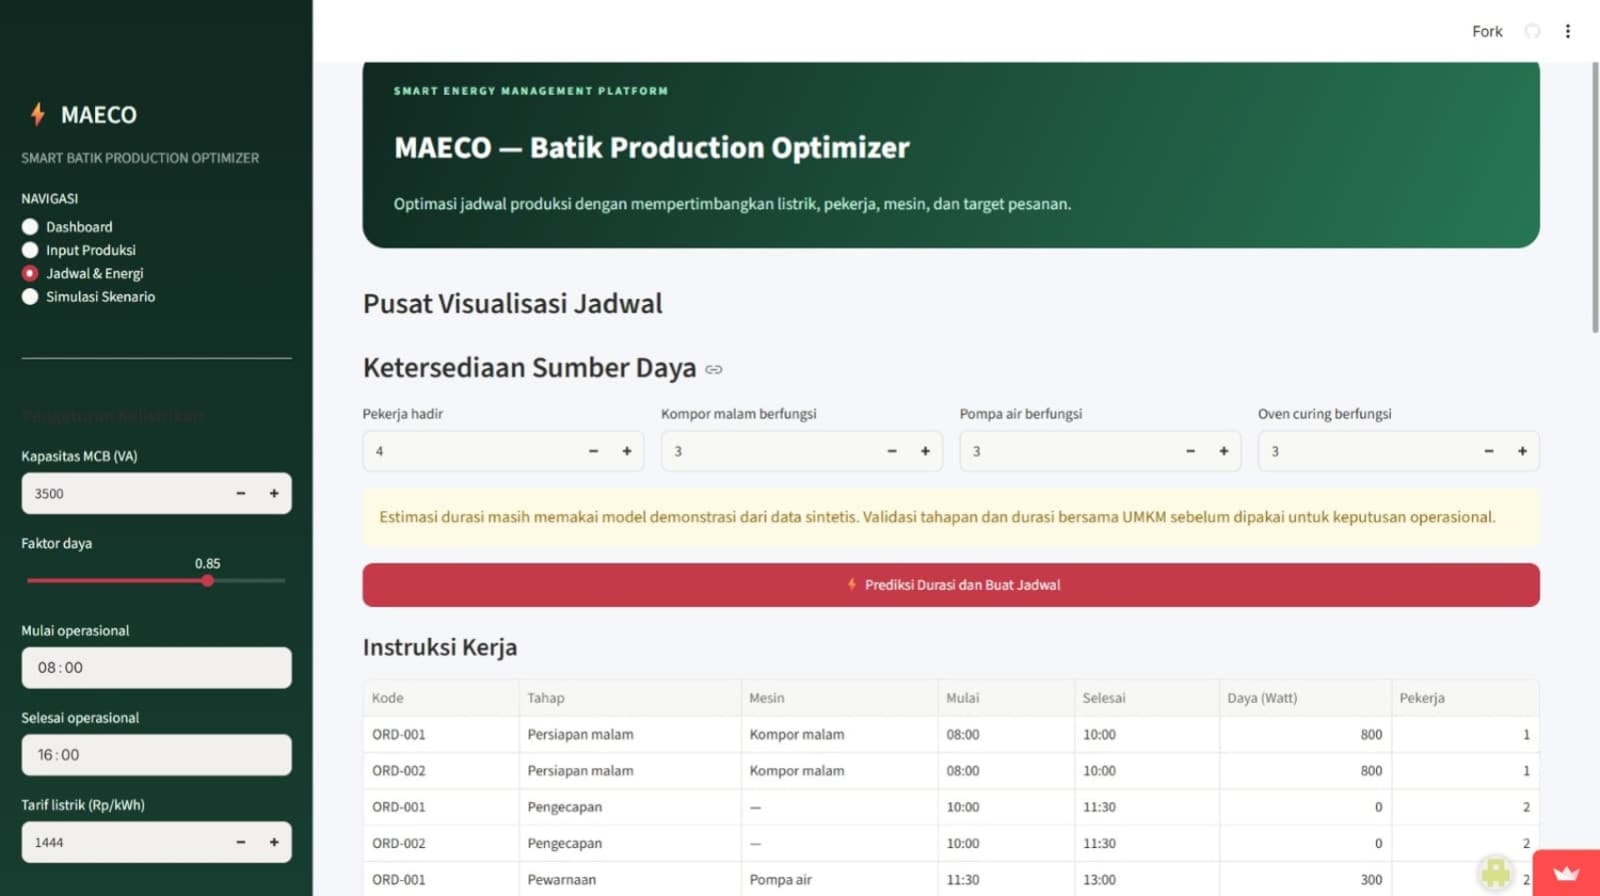 Fork
MAECO
SMART BATIK PRODUCTION OPTIMIZER
NAVIGASI
Dashboard
Input Produksi
Jadwal & Energi
Simulasi Skenario
Pengaturan Kelistrikan
Kapasitas MCB (VA)
3500 − +
Faktor daya
0.85
Mulai operasional
08:00
Selesai operasional
16:00
Tarif listrik (Rp/kWh)
1444 − +
SMART ENERGY MANAGEMENT PLATFORM
MAECO — Batik Production Optimizer
Optimasi jadwal produksi dengan mempertimbangkan listrik, pekerja, mesin, dan target pesanan.
Pusat Visualisasi Jadwal
Ketersediaan Sumber Daya
Pekerja hadir Kompor malam berfungsi Pompa air berfungsi Oven curing berfungsi
4 − + 3 − + 3 − + 3 − +
Estimasi durasi masih memakai model demonstrasi dari data sintetis. Validasi tahapan dan durasi bersama UMKM sebelum dipakai untuk keputusan operasional.
Prediksi Durasi dan Buat Jadwal
Instruksi Kerja
Kode Tahap Mesin Mulai Selesai Daya (Watt) Pekerja
ORD-001 Persiapan malam Kompor malam 08:00 10:00 800 1
ORD-002 Persiapan malam Kompor malam 08:00 10:00 800 1
ORD-001 Pengecapan — 10:00 11:30 0 2
ORD-002 Pengecapan — 10:00 11:30 0 2
ORD-001 Pewarnaan Pompa air 11:30 13:00 300 2